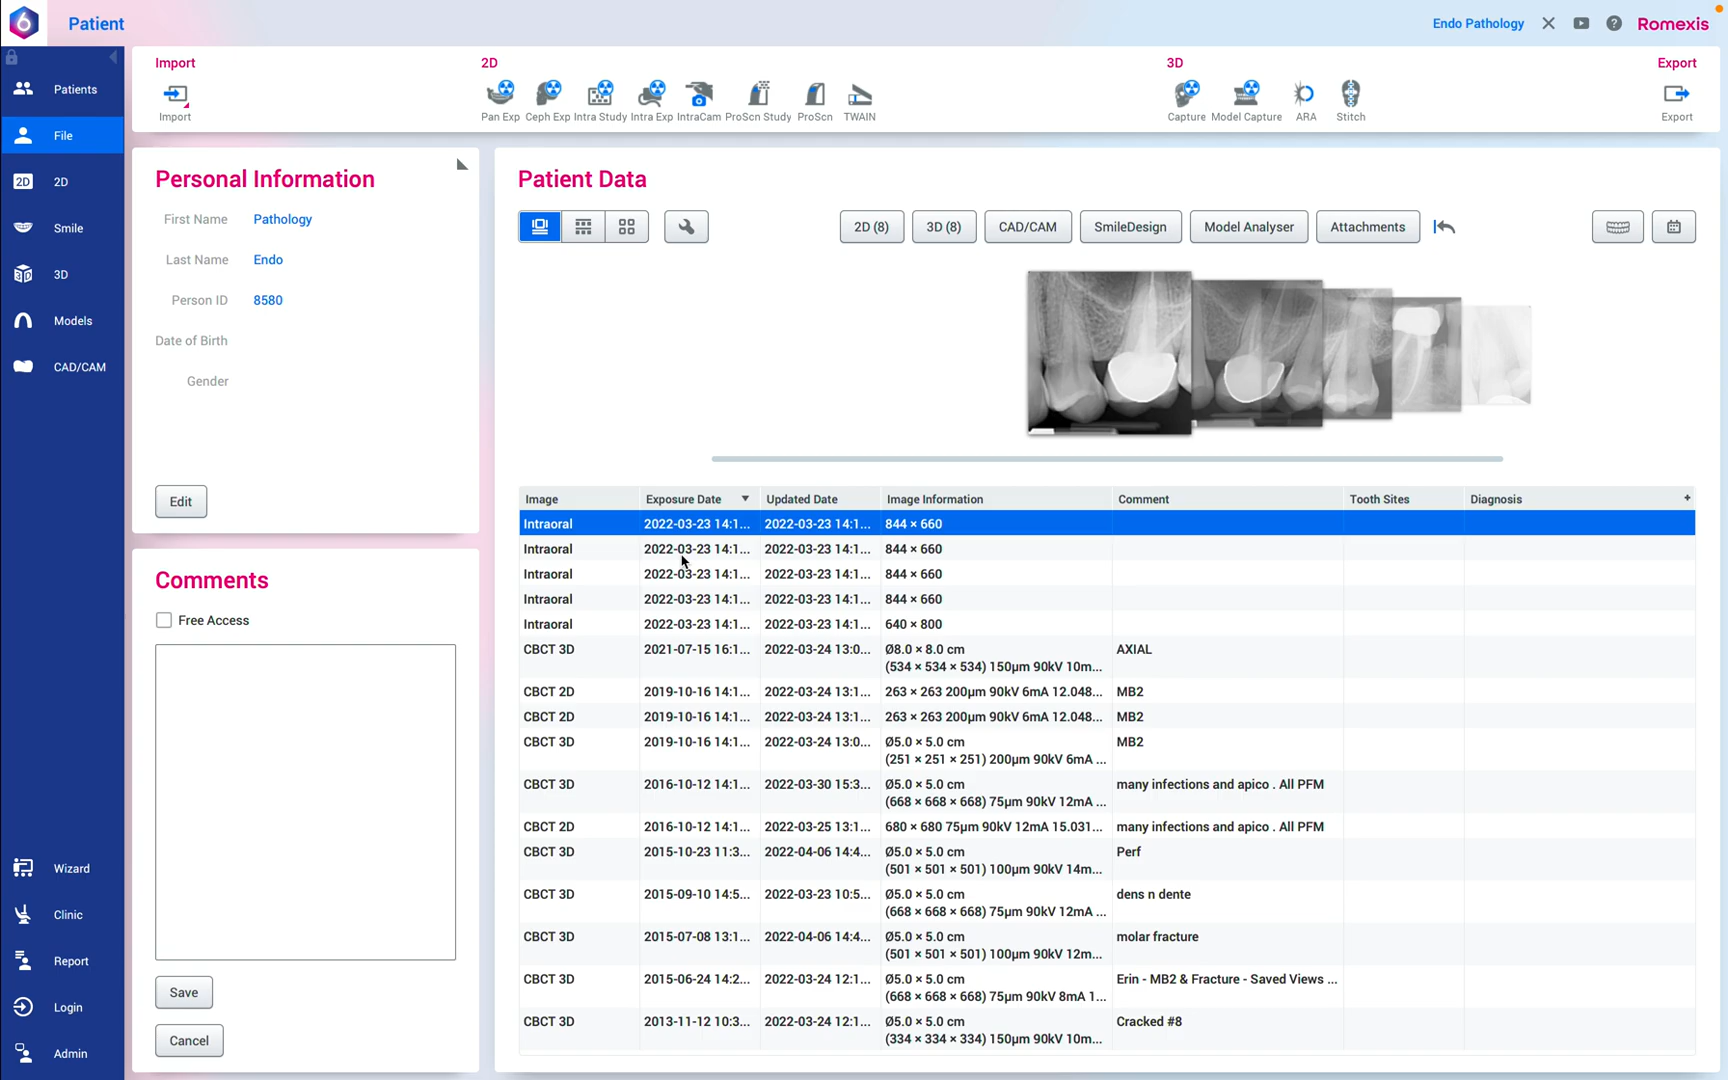 Patient
Endo Pathology
Romexis
Patients
File
2D 2D
Smile
3D 3D
Models
CAD/CAM
Wizard
Clinic
Report
Login
Admin
Import
Import
2D
Pan Exp Ceph Exp Intra Study Intra Exp IntraCam ProScn Study ProScn TWAIN
3D
Capture Model Capture ARA Stitch
Export
Export
Personal Information
First Name Pathology
Last Name Endo
Person ID 8580
Date of Birth
Gender
Edit
Comments
Free Access
Save
Cancel
Patient Data
2D (8) 3D (8) CAD/CAM SmileDesign Model Analyser Attachments
Image Exposure Date Updated Date Image Information Comment Tooth Sites Diagnosis +
Intraoral 2022-03-23 14:1... 2022-03-23 14:1... 844 × 660
Intraoral 2022-03-23 14:1... 2022-03-23 14:1... 844 × 660
Intraoral 2022-03-23 14:1... 2022-03-23 14:1... 844 × 660
Intraoral 2022-03-23 14:1... 2022-03-23 14:1... 844 × 660
Intraoral 2022-03-23 14:1... 2022-03-23 14:1... 640 × 800
CBCT 3D 2021-07-15 16:1... 2022-03-24 13:0... Ø8.0 × 8.0 cm AXIAL
(534 × 534 × 534) 150µm 90kV 10m...
CBCT 2D 2019-10-16 14:1... 2022-03-24 13:1... 263 × 263 200µm 90kV 6mA 12.048... MB2
CBCT 2D 2019-10-16 14:1... 2022-03-24 13:1... 263 × 263 200µm 90kV 6mA 12.048... MB2
CBCT 3D 2019-10-16 14:1... 2022-03-24 13:0... Ø5.0 × 5.0 cm MB2
(251 × 251 × 251) 200µm 90kV 6mA ...
CBCT 3D 2016-10-12 14:1... 2022-03-30 15:3... Ø5.0 × 5.0 cm many infections and apico . All PFM
(668 × 668 × 668) 75µm 90kV 12mA ...
CBCT 2D 2016-10-12 14:1... 2022-03-25 13:1... 680 × 680 75µm 90kV 12mA 15.031... many infections and apico . All PFM
CBCT 3D 2015-10-23 11:3... 2022-04-06 14:4... Ø5.0 × 5.0 cm Perf
(501 × 501 × 501) 100µm 90kV 14m...
CBCT 3D 2015-09-10 14:5... 2022-03-23 10:5... Ø5.0 × 5.0 cm dens n dente
(668 × 668 × 668) 75µm 90kV 12mA ...
CBCT 3D 2015-07-08 13:1... 2022-04-06 14:4... Ø5.0 × 5.0 cm molar fracture
(501 × 501 × 501) 100µm 90kV 12m...
CBCT 3D 2015-06-24 14:2... 2022-03-24 12:1... Ø5.0 × 5.0 cm Erin - MB2 & Fracture - Saved Views ...
(668 × 668 × 668) 75µm 90kV 8mA 1...
CBCT 3D 2013-11-12 10:3... 2022-03-24 12:1... Ø5.0 × 5.0 cm Cracked #8
(334 × 334 × 334) 150µm 90kV 10m...